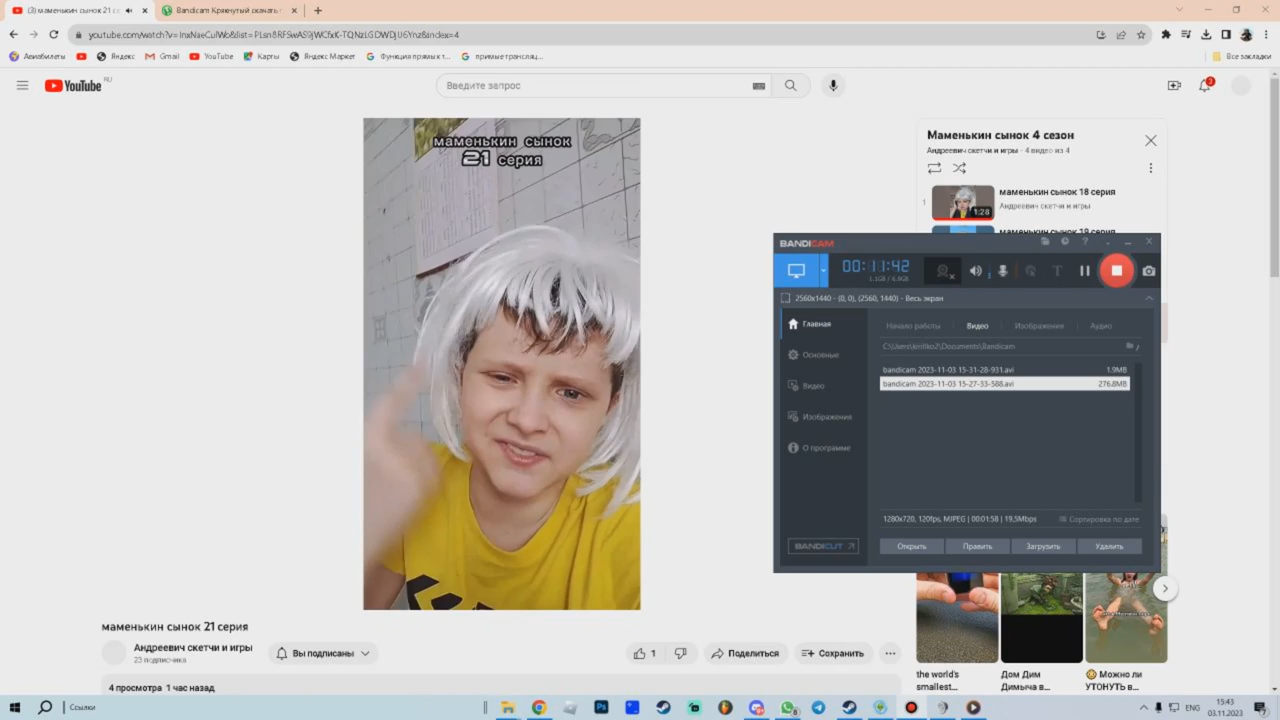 (3) маменькин сынок 21 се
Bandicam Крякнутый скачать
youtube.com/watch?v=InxNaeCulWo&list=PLsn8RFSwAS9jWCfxK-TQNzLGDWDjU6Ynz&index=4
Авиабилеты
Яндекс
Gmail
YouTube
Карты
Яндекс Маркет
Функция прямых т...
прямые трансляц...
Все закладки
YouTube RU
Введите запрос
3
маменькин сынок
21 серия
Маменькин сынок 4 сезон
Андреевич скетчи и игры - 4 видео из 4
1
1:28
маменькин сынок 18 серия
Андреевич скетчи и игры
маменькин сынок 19 серия
BANDICAM
00:11:42
1.1GB / 6.9GB
2560x1440 - (0, 0), (2560, 1440) - Весь экран
Главная
Основные
Видео
Изображения
О программе
BANDICUT
Начало работы
Видео
Изображения
Аудио
C:\Users\kirillko2\Documents\Bandicam
bandicam 2023-11-03 15-31-28-931.avi 1.9MB
bandicam 2023-11-03 15-27-33-588.avi 276.8MB
1280x720, 120fps, MJPEG | 00:01:58 | 19.5Mbps
Сортировка по дате
Открыть
Править
Загрузить
Удалить
маменькин сынок 21 серия
Андреевич скетчи и игры
23 подписчика
Вы подписаны
1
Поделиться
Сохранить
4 просмотра 1 час назад
the world's
smallest...
Дом Дим
Димыча в...
Можно ли
УТОНУТЬ в...
Ссылки
ENG
15:43
03.11.2023